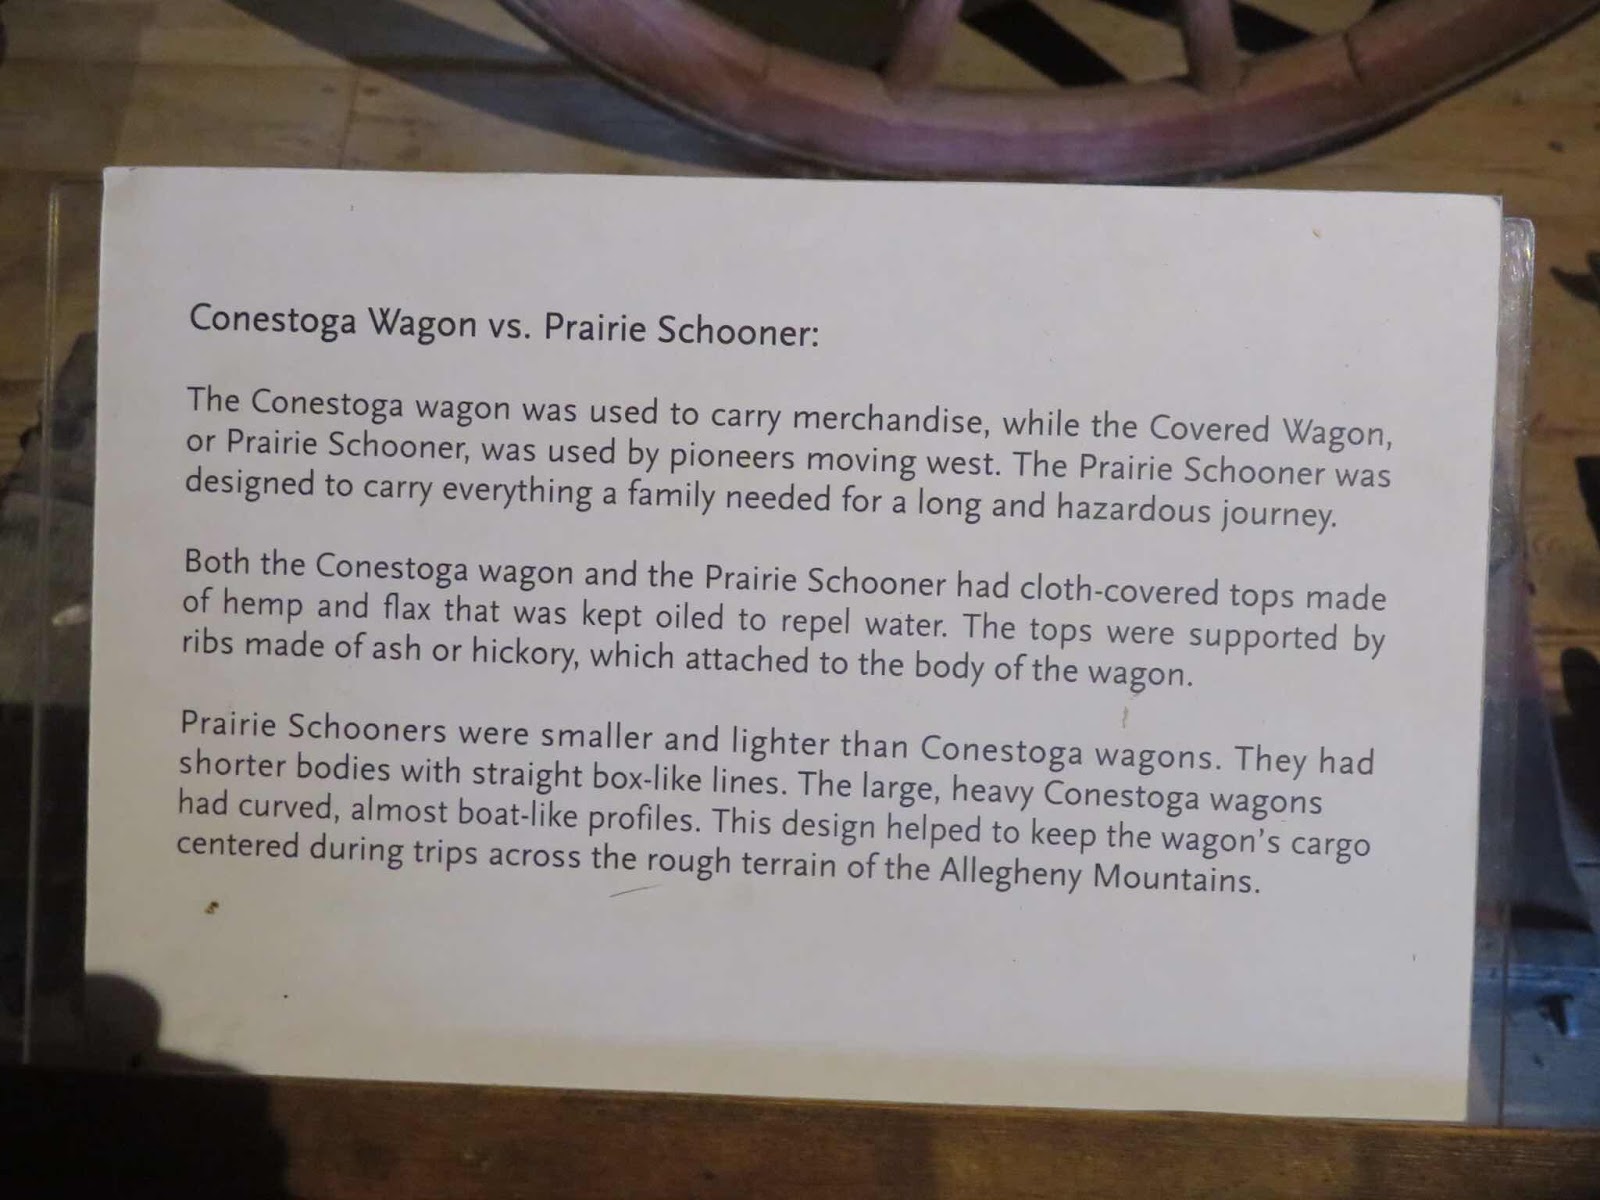 Conestoga Wagon vs. Prairie Schooner:
The Conestoga wagon was used to carry merchandise, while the Covered Wagon,
or Prairie Schooner, was used by pioneers moving west. The Prairie Schooner was
designed to carry everything a family needed for a long and hazardous journey.
Both the Conestoga wagon and the Prairie Schooner had cloth-covered tops made
of hemp and flax that was kept oiled to repel water. The tops were supported by
ribs made of ash or hickory, which attached to the body of the wagon.
Prairie Schooners were smaller and lighter than Conestoga wagons. They had
shorter bodies with straight box-like lines. The large, heavy Conestoga wagons
had curved, almost boat-like profiles. This design helped to keep the wagon's cargo
centered during trips across the rough terrain of the Allegheny Mountains.